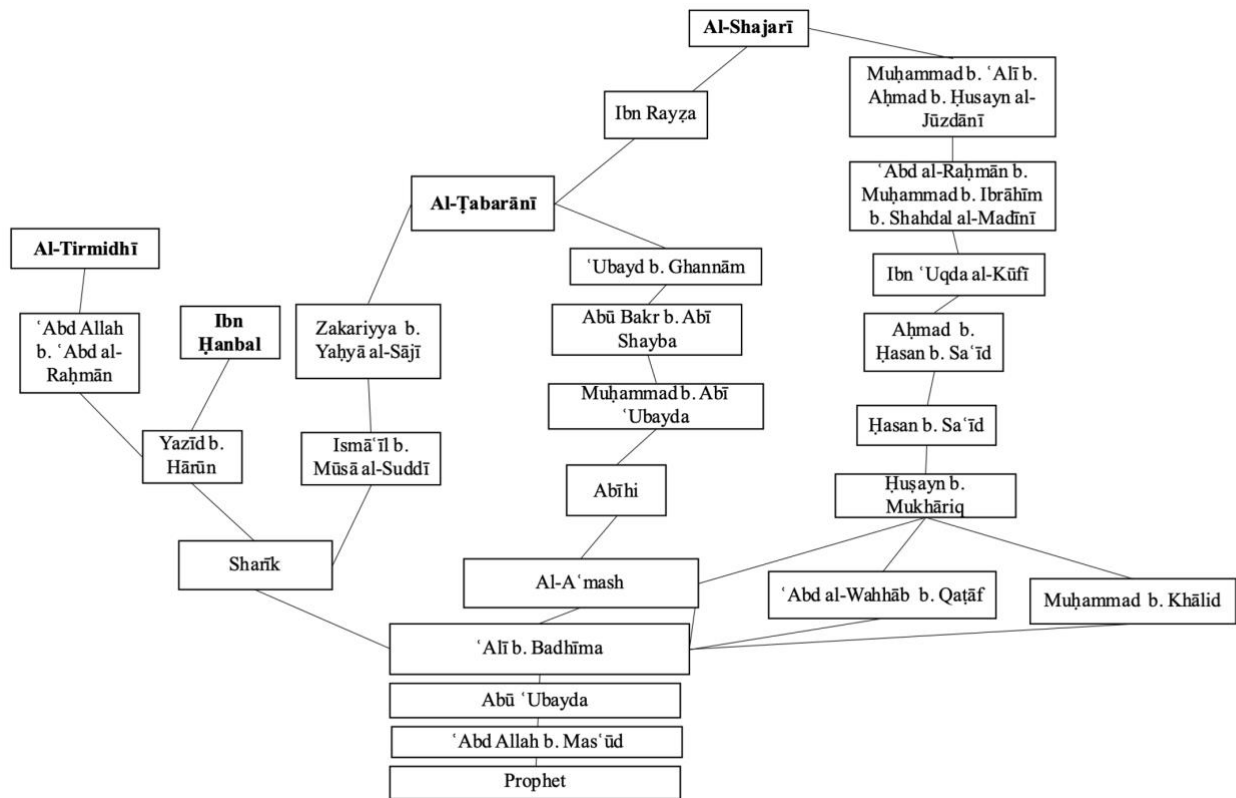 Al-Shajarī
Muḥammad b. ʿAlī b.
Aḥmad b. Ḥusayn al-
Jūzdānī
Ibn Rayẓa
ʿAbd al-Raḥmān b.
Muḥammad b. Ibrāhīm
b. Shahdal al-Madīnī
Al-Ṭabarānī
Al-Tirmidhī
ʿUbayd b. Ghannām
Ibn ʿUqda al-Kūfī
ʿAbd Allah
b. ʿAbd al-
Raḥmān
Ibn
Ḥanbal
Zakariyya b.
Yaḥyā al-Sājī
Abū Bakr b. Abī
Shayba
Aḥmad b.
Ḥasan b. Saʿīd
Muḥammad b. Abī
ʿUbayda
Ḥasan b. Saʿīd
Yazīd b.
Hārūn
Ismāʿīl b.
Mūsā al-Suddī
Abīhi
Ḥuṣayn b.
Mukhāriq
Sharīk
Al-Aʿmash
ʿAbd al-Wahhāb b. Qaṭāf
Muḥammad b. Khālid
ʿAlī b. Badhīma
Abū ʿUbayda
ʿAbd Allah b. Masʿūd
Prophet